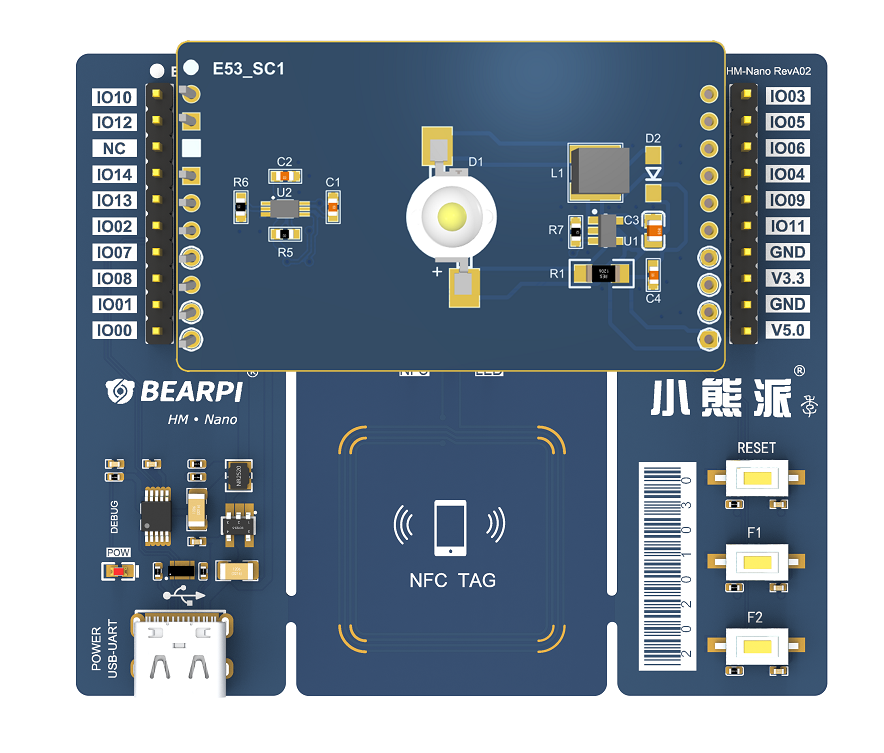 E53_SC1
HM-Nano RevA02
IO10
IO12
NC
IO14
IO13
IO02
IO07
IO08
IO01
IO00
IO03
IO05
IO06
IO04
IO09
IO11
GND
V3.3
GND
V5.0
C2
R6
U2
C1
R5
D1
D2
L1
C3
R7
U1
R1
C4
+
BEARPI
®
HM • Nano
小熊派
®
DEBUG
POW
POWER
USB-UART
NFC TAG
RESET
F1
F2
20201030